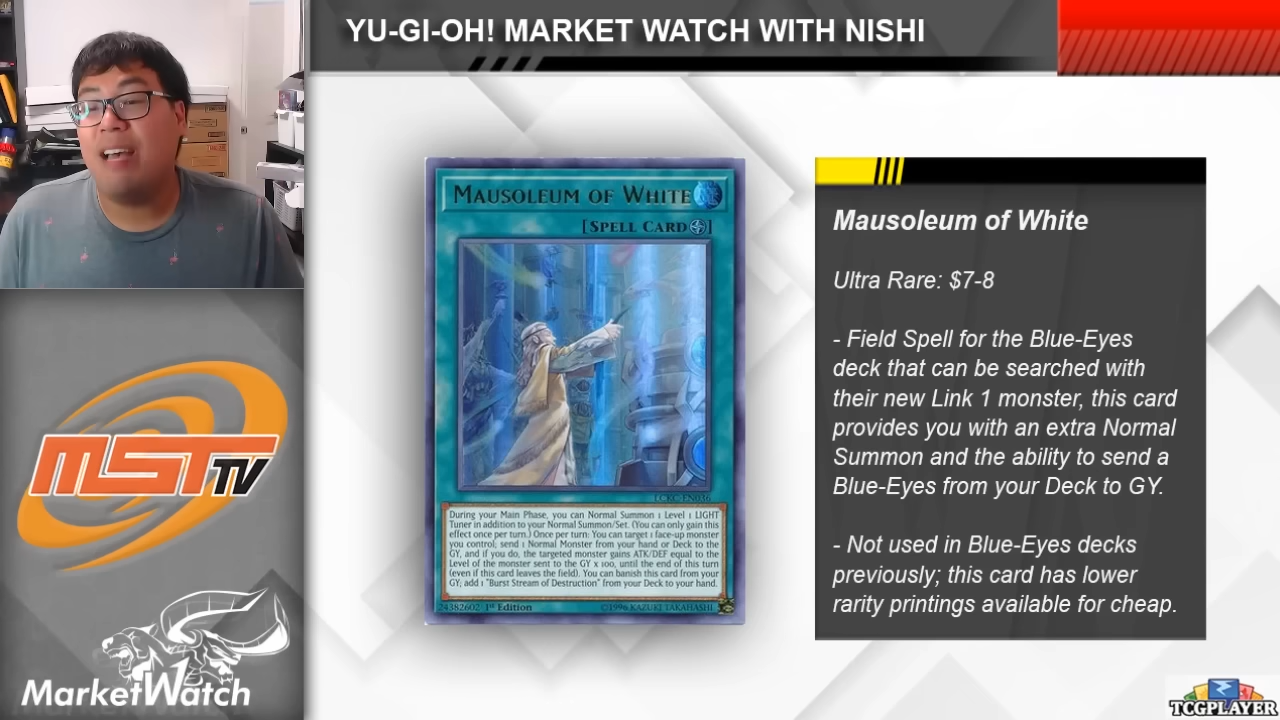 YU-GI-OH! MARKET WATCH WITH NISHI
MAUSOLEUM OF WHITE
[SPELL CARD]
LCKC-EN036
During your Main Phase, you can Normal Summon 1 Level 1 LIGHT
Tuner in addition to your Normal Summon/Set. (You can only gain this
effect once per turn.) Once per turn: You can target 1 face-up monster
you control; send 1 Normal Monster from your hand or Deck to the
GY, and if you do, the targeted monster gains ATK/DEF equal to the
Level of the monster sent to the GY x 100, until the end of this turn
(even if this card leaves the field). You can banish this card from your
GY; add 1 "Burst Stream of Destruction" from your Deck to your hand.
24382602 1st Edition ©1996 KAZUKI TAKAHASHI
Mausoleum of White
Ultra Rare: $7-8
- Field Spell for the Blue-Eyes
deck that can be searched with
their new Link 1 monster, this card
provides you with an extra Normal
Summon and the ability to send a
Blue-Eyes from your Deck to GY.
- Not used in Blue-Eyes decks
previously; this card has lower
rarity printings available for cheap.
MST TV
MarketWatch
TCGPLAYER